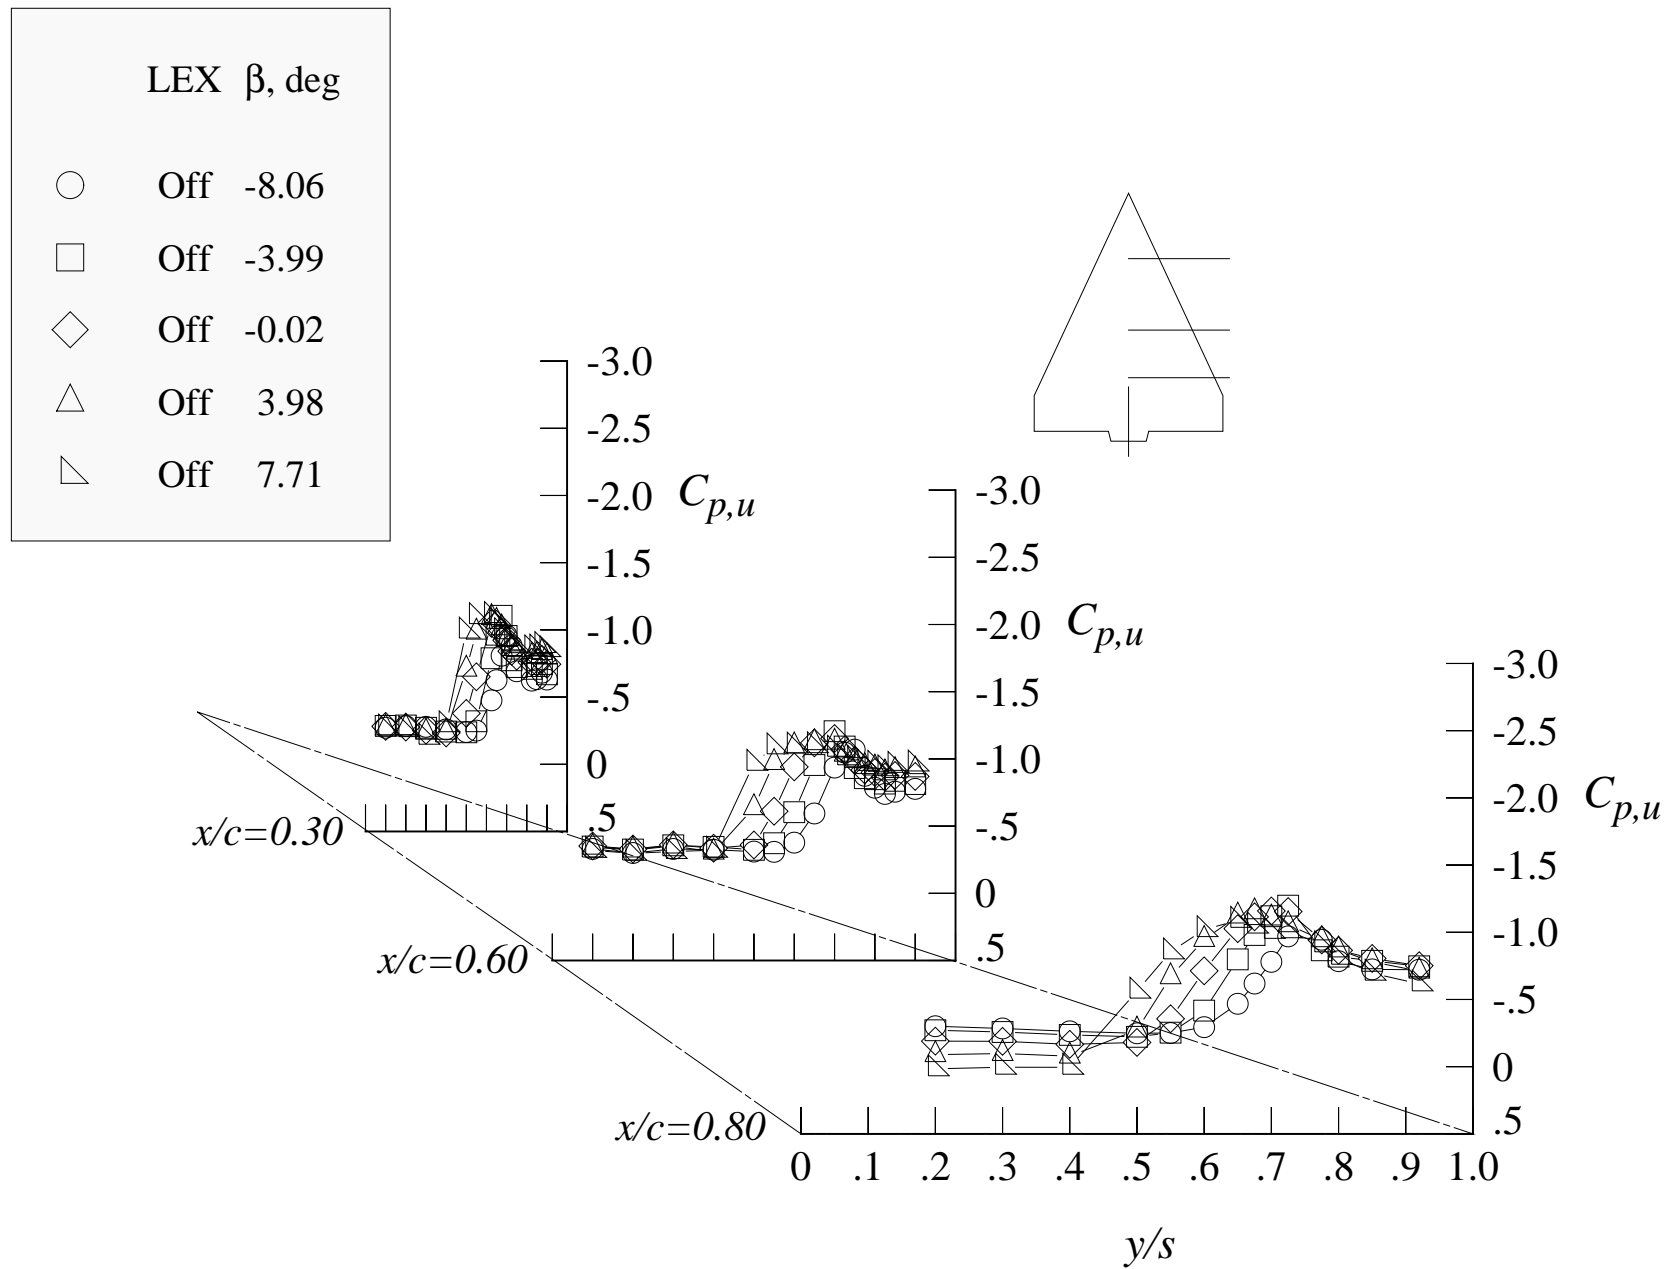 LEX β, deg
Off -8.06
Off -3.99
Off -0.02
Off 3.98
Off 7.71
-3.0
-2.5
-2.0 Cp,u
-1.5
-1.0
-.5
0
.5
x/c=0.30
-3.0
-2.5
-2.0 Cp,u
-1.5
-1.0
-.5
0
.5
x/c=0.60
-3.0
-2.5
-2.0 Cp,u
-1.5
-1.0
-.5
0
.5
x/c=0.80
0 .1 .2 .3 .4 .5 .6 .7 .8 .9 1.0
y/s